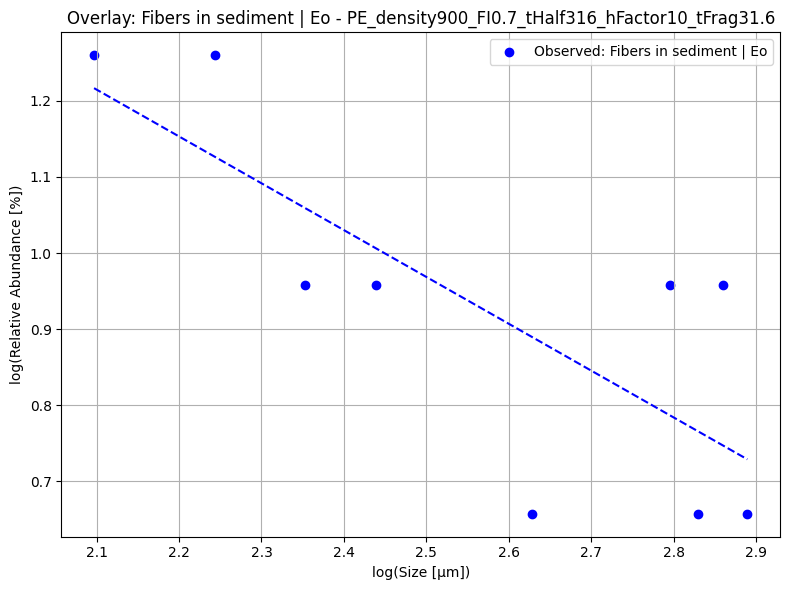 Overlay: Fibers in sediment | Eo - PE_density900_FI0.7_tHalf316_hFactor10_tFrag31.6
Observed: Fibers in sediment | Eo
log(Relative Abundance [%])
1.2
1.1
1.0
0.9
0.8
0.7
2.1 2.2 2.3 2.4 2.5 2.6 2.7 2.8 2.9
log(Size [µm])